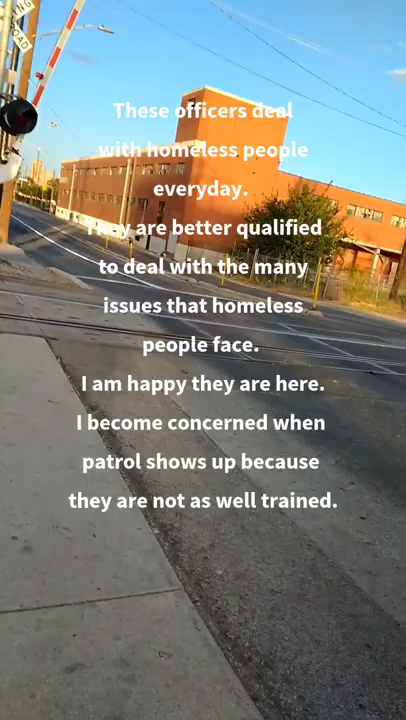 NG
OAD
These officers deal
with homeless people
everyday.
They are better qualified
to deal with the many
issues that homeless
people face.
I am happy they are here.
I become concerned when
patrol shows up because
they are not as well trained.